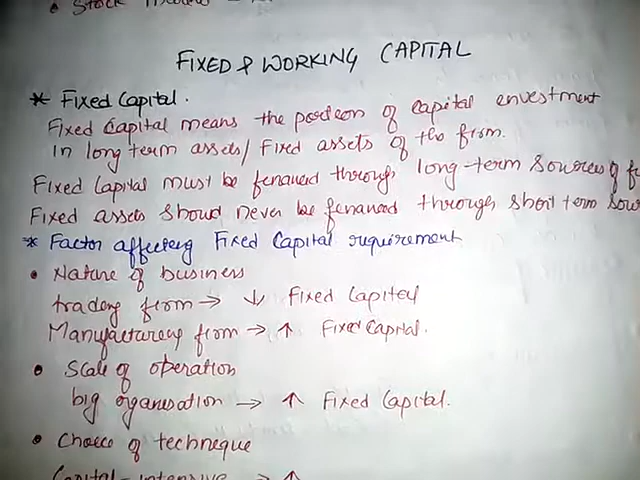 • Stock
FIXED & WORKING CAPITAL
* Fixed Capital.
Fixed Capital means the portion of capital investment
in long term assets/ Fixed assets of the firm.
Fixed Capital must be financed through long-term sources of
Fixed assets should never be financed through short term
* Factor affecting Fixed Capital requirement
• Nature of business
trading firm → ↓ Fixed Capital
Manufacturing firm → ↑ Fixed Capital.
• Scale of operation
big organisation → ↑ Fixed Capital.
• Choice of technique
Capital-intensive → ↑